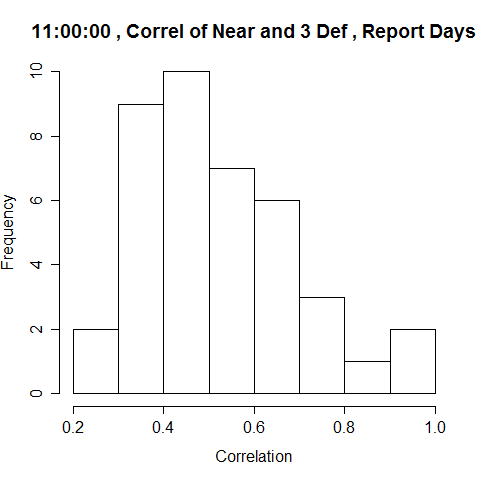 11:00:00 , Correl of Near and 3 Def , Report Days
Frequency
10
8
6
4
2
0
0.2 0.4 0.6 0.8 1.0
Correlation